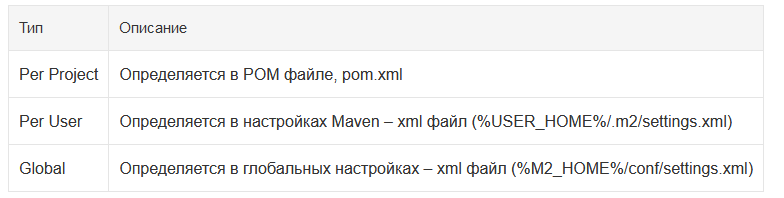 Тип Описание
Per Project Определяется в POM файле, pom.xml
Per User Определяется в настройках Maven – xml файл (%USER_HOME%/.m2/settings.xml)
Global Определяется в глобальных настройках – xml файл (%M2_HOME%/conf/settings.xml)